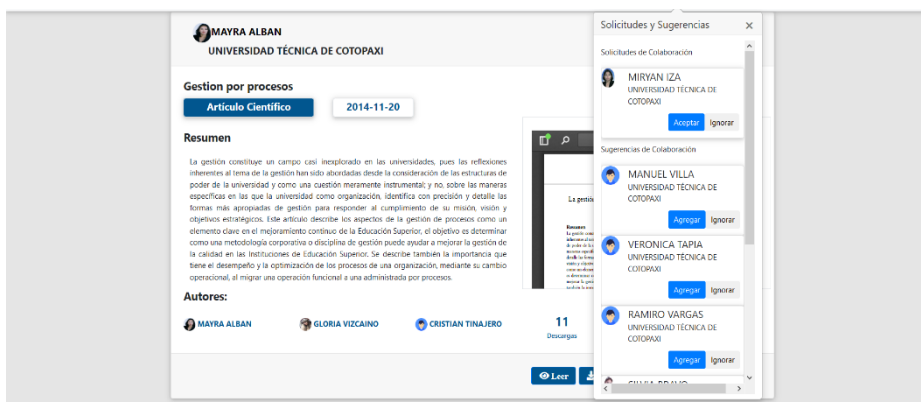 MAYRA ALBAN
UNIVERSIDAD TÉCNICA DE COTOPAXI
Gestion por procesos
Artículo Científico
2014-11-20
Resumen
La gestión constituye un campo casi inexplorado en las universidades, pues las reflexiones
inherentes al tema de la gestión han sido abordadas desde la consideración de las estructuras de
poder de la universidad y como una cuestión meramente instrumental; y no, sobre las maneras
específicas en las que la universidad como organización, identifica con precisión y detalle las
formas más apropiadas de gestión para responder al cumplimiento de su misión, visión y
objetivos estratégicos. Este artículo describe los aspectos de la gestión de procesos como un
elemento clave en el mejoramiento continuo de la Educación Superior, el objetivo es determinar
como una metodología corporativa o disciplina de gestión puede ayudar a mejorar la gestión de
la calidad en las Instituciones de Educación Superior. Se describe también la importancia que
tiene el desempeño y la optimización de los procesos de una organización, mediante su cambio
operacional, al migrar una operación funcional a una administrada por procesos.
Autores:
MAYRA ALBAN
GLORIA VIZCAINO
CRISTIAN TINAJERO
11
Descargas
Leer
La gestió
Resumen
Solicitudes y Sugerencias
Solicitudes de Colaboración
MIRYAN IZA
UNIVERSIDAD TÉCNICA DE
COTOPAXI
Aceptar Ignorar
Sugerencias de Colaboración
MANUEL VILLA
UNIVERSIDAD TÉCNICA DE
COTOPAXI
Agregar Ignorar
VERONICA TAPIA
UNIVERSIDAD TÉCNICA DE
COTOPAXI
Agregar Ignorar
RAMIRO VARGAS
UNIVERSIDAD TÉCNICA DE
COTOPAXI
Agregar Ignorar